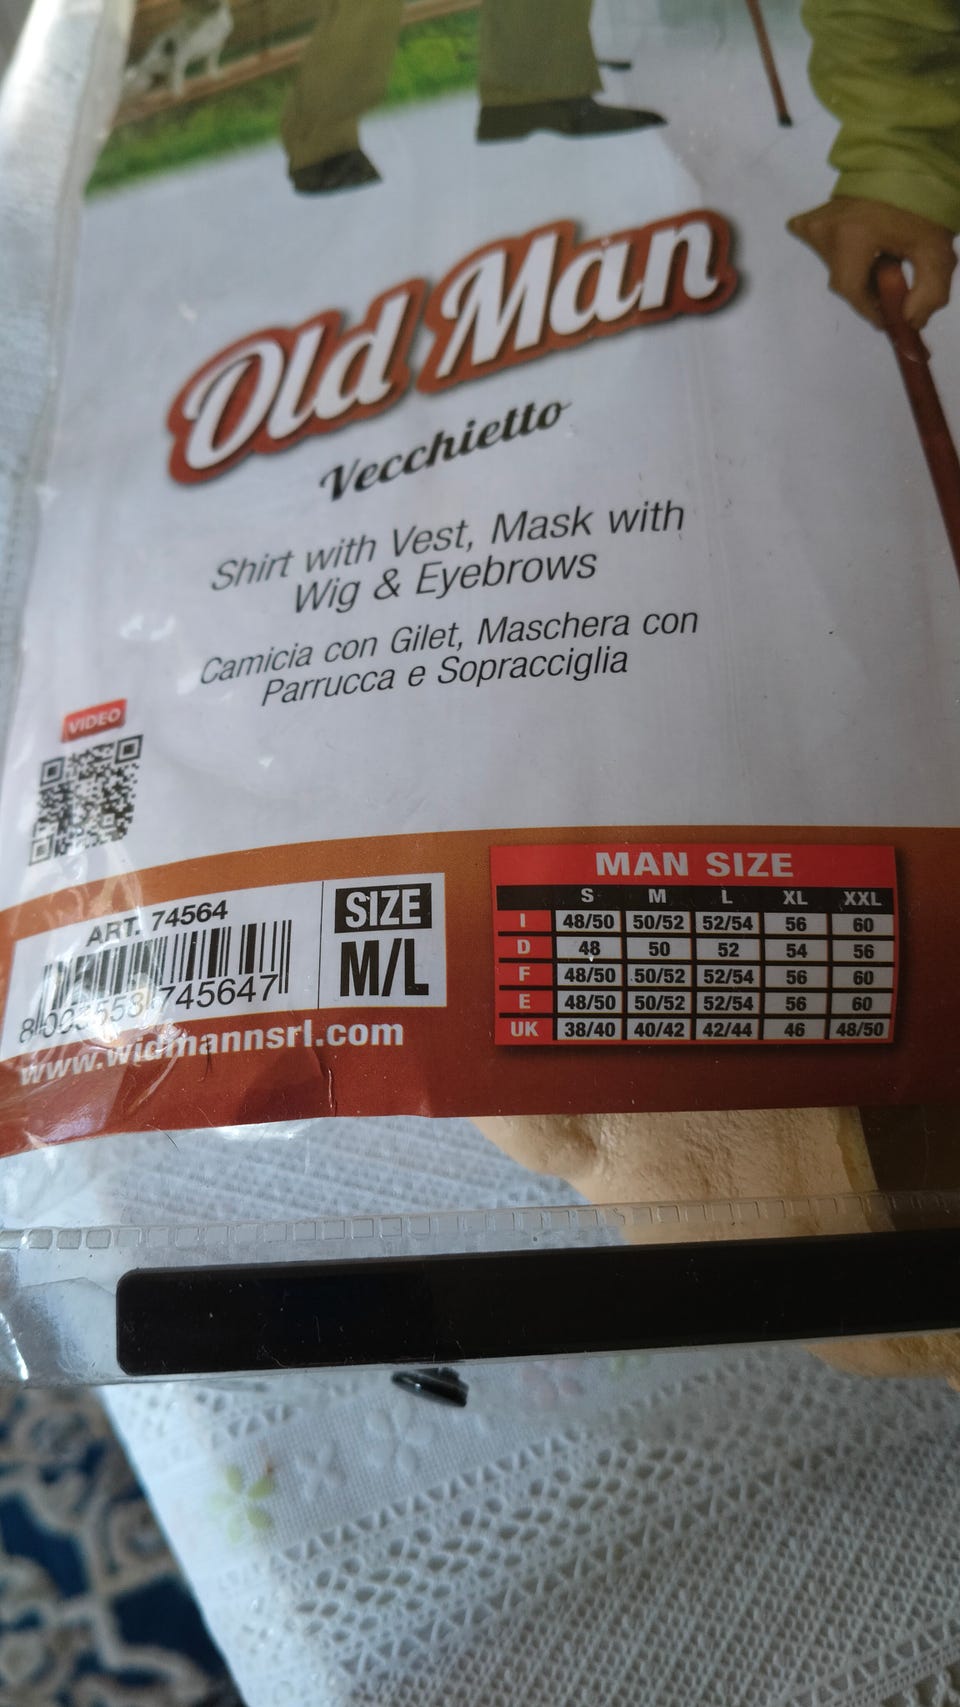 Old Man
Vecchietto
Shirt with Vest, Mask with
Wig & Eyebrows
Camicia con Gilet, Maschera con
Parrucca e Sopracciglia
VIDEO
ART. 74564
8 003558 745647
SIZE
M/L
www.widmannsrl.com
MAN SIZE
S M L XL XXL
I 48/50 50/52 52/54 56 60
D 48 50 52 54 56
F 48/50 50/52 52/54 56 60
E 48/50 50/52 52/54 56 60
UK 38/40 40/42 42/44 46 48/50